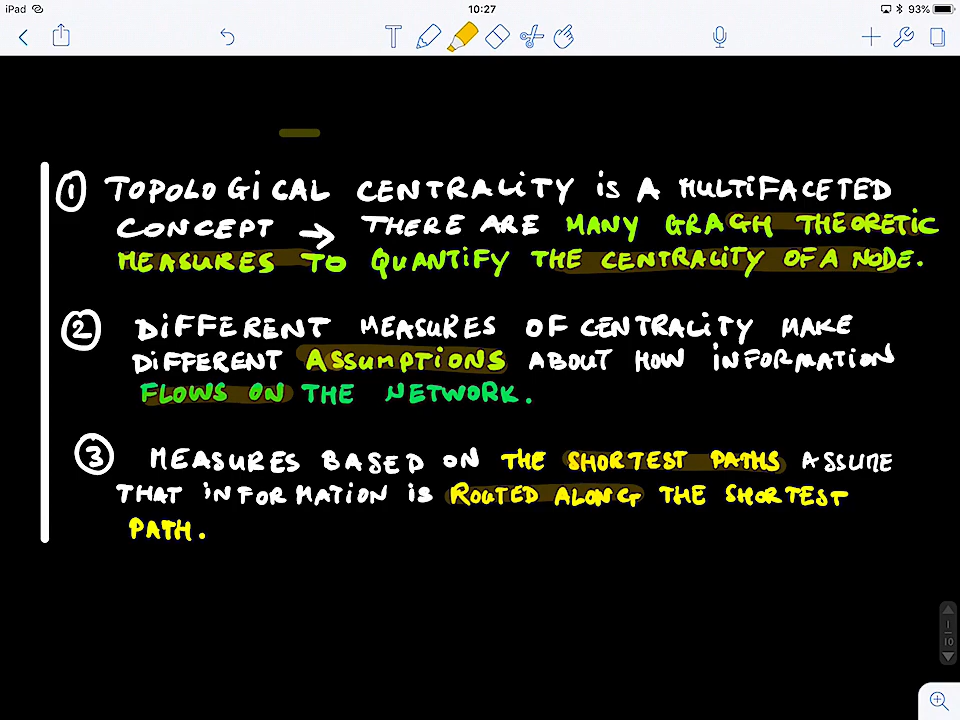 iPad
10:27
93%
T
① TOPOLOGICAL CENTRALITY IS A MULTIFACETED
CONCEPT → THERE ARE MANY GRAGH THEORETIC
MEASURES TO QUANTIFY THE CENTRALITY OF A NODE.
② DIFFERENT MEASURES OF CENTRALITY MAKE
DIFFERENT ASSUMPTIONS ABOUT HOW INFORMATION
FLOWS ON THE NETWORK.
③ MEASURES BASED ON THE SHORTEST PATHS ASSUME
THAT INFORMATION IS ROUTED ALONG THE SHORTEST
PATH.
1
10